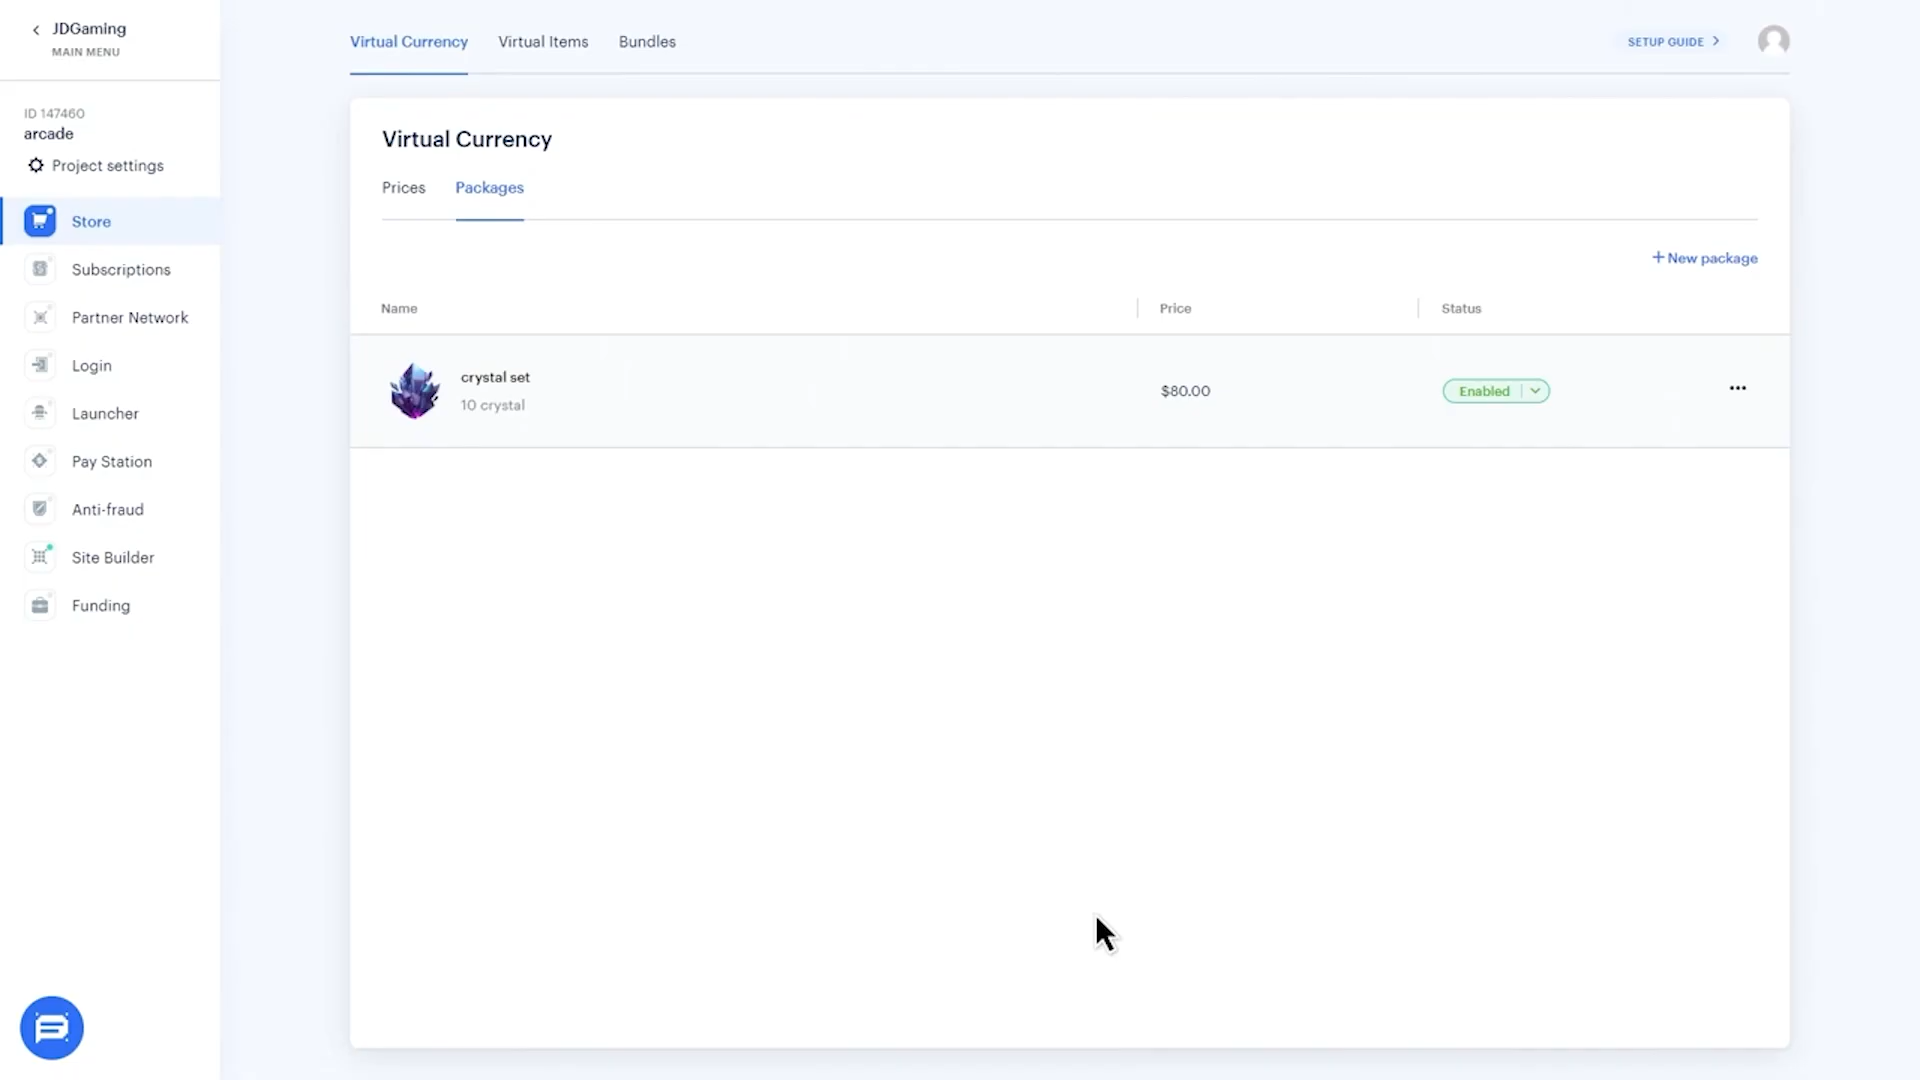 JDGaming
MAIN MENU
ID 147460
arcade
Project settings
Store
Subscriptions
Partner Network
Login
Launcher
Pay Station
Anti-fraud
Site Builder
Funding
Virtual Currency
Virtual Items
Bundles
SETUP GUIDE
Virtual Currency
Prices
Packages
+ New package
Name
Price
Status
crystal set
10 crystal
$80.00
Enabled